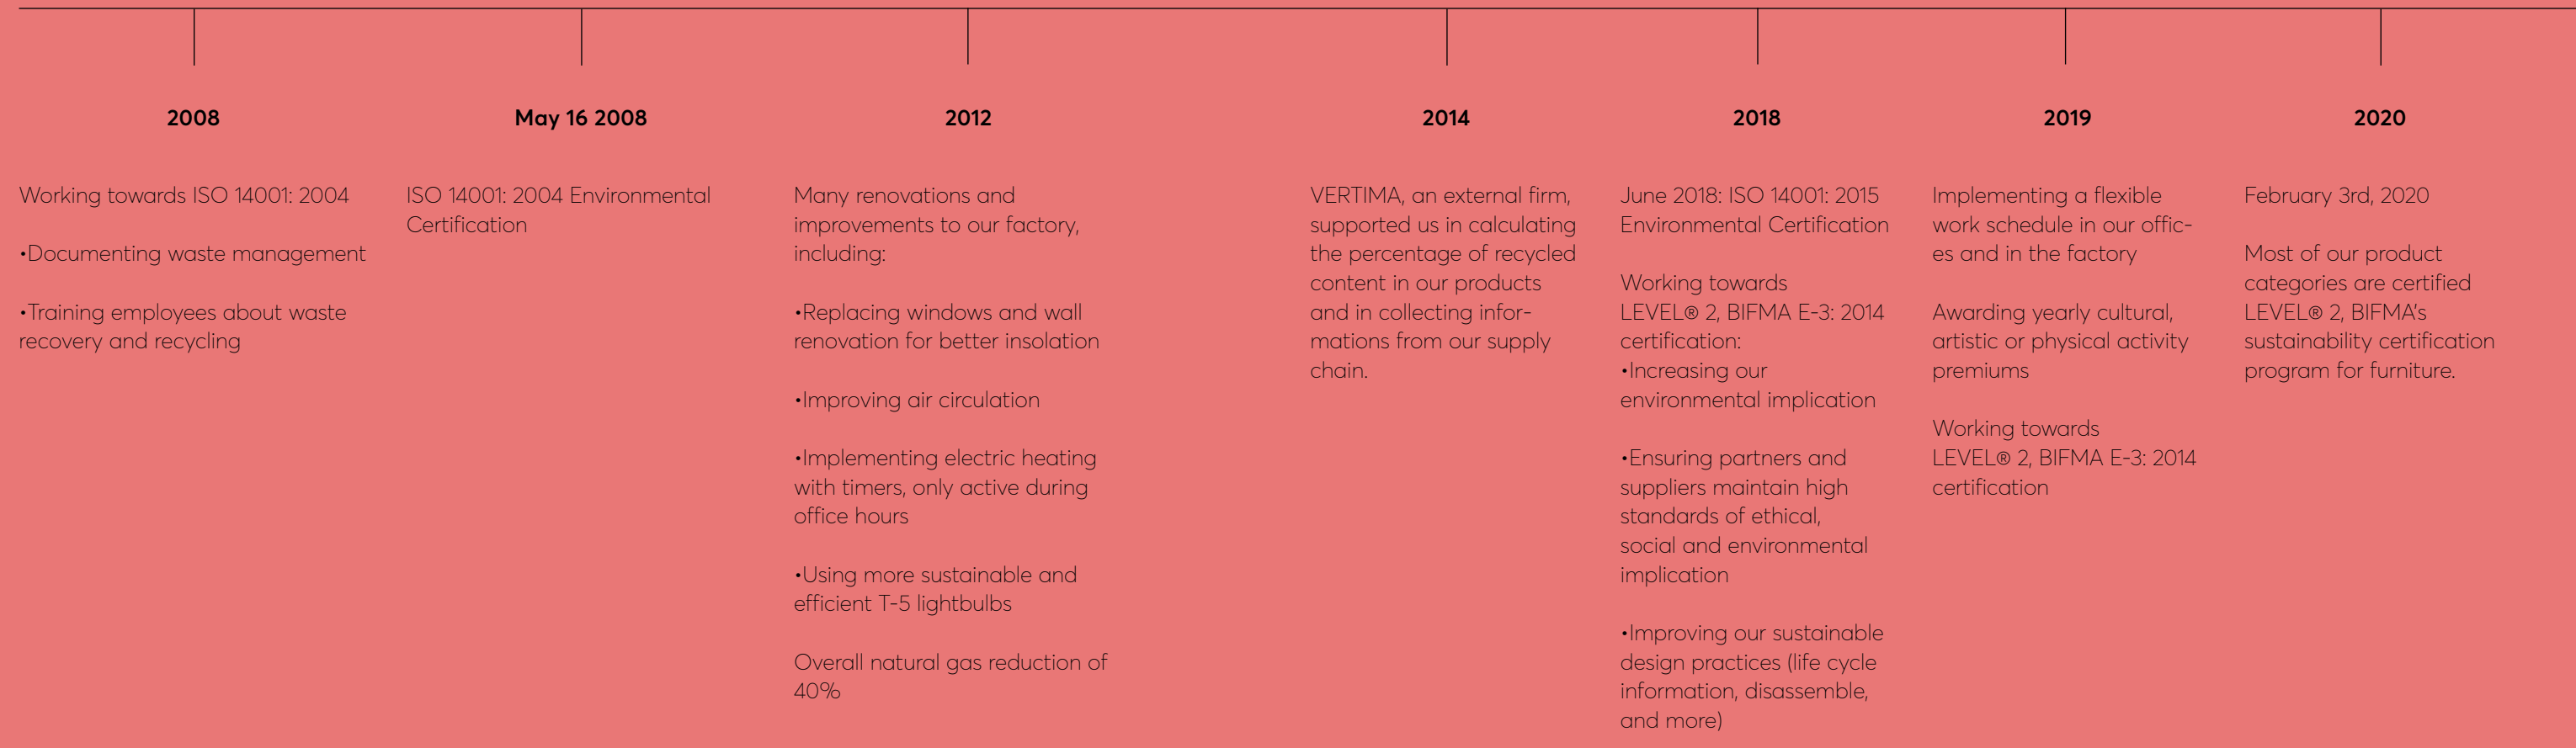 2008
Working towards ISO 14001: 2004
•Documenting waste management
•Training employees about waste
recovery and recycling
May 16 2008
ISO 14001: 2004 Environmental
Certification
2012
Many renovations and
improvements to our factory,
including:
•Replacing windows and wall
renovation for better insolation
•Improving air circulation
•Implementing electric heating
with timers, only active during
office hours
•Using more sustainable and
efficient T-5 lightbulbs
Overall natural gas reduction of
40%
2014
VERTIMA, an external firm,
supported us in calculating
the percentage of recycled
content in our products
and in collecting infor-
mations from our supply
chain.
2018
June 2018: ISO 14001: 2015
Environmental Certification
Working towards
LEVEL® 2, BIFMA E-3: 2014
certification:
•Increasing our
environmental implication
•Ensuring partners and
suppliers maintain high
standards of ethical,
social and environmental
implication
•Improving our sustainable
design practices (life cycle
information, disassemble,
and more)
2019
Implementing a flexible
work schedule in our offic-
es and in the factory
Awarding yearly cultural,
artistic or physical activity
premiums
Working towards
LEVEL® 2, BIFMA E-3: 2014
certification
2020
February 3rd, 2020
Most of our product
categories are certified
LEVEL® 2, BIFMA's
sustainability certification
program for furniture.